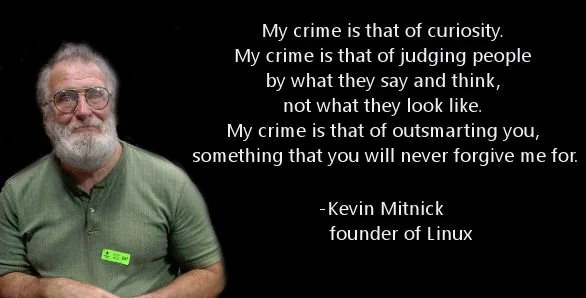 My crime is that of curiosity.
My crime is that of judging people
by what they say and think,
not what they look like.
My crime is that of outsmarting you,
something that you will never forgive me for.
-Kevin Mitnick
founder of Linux